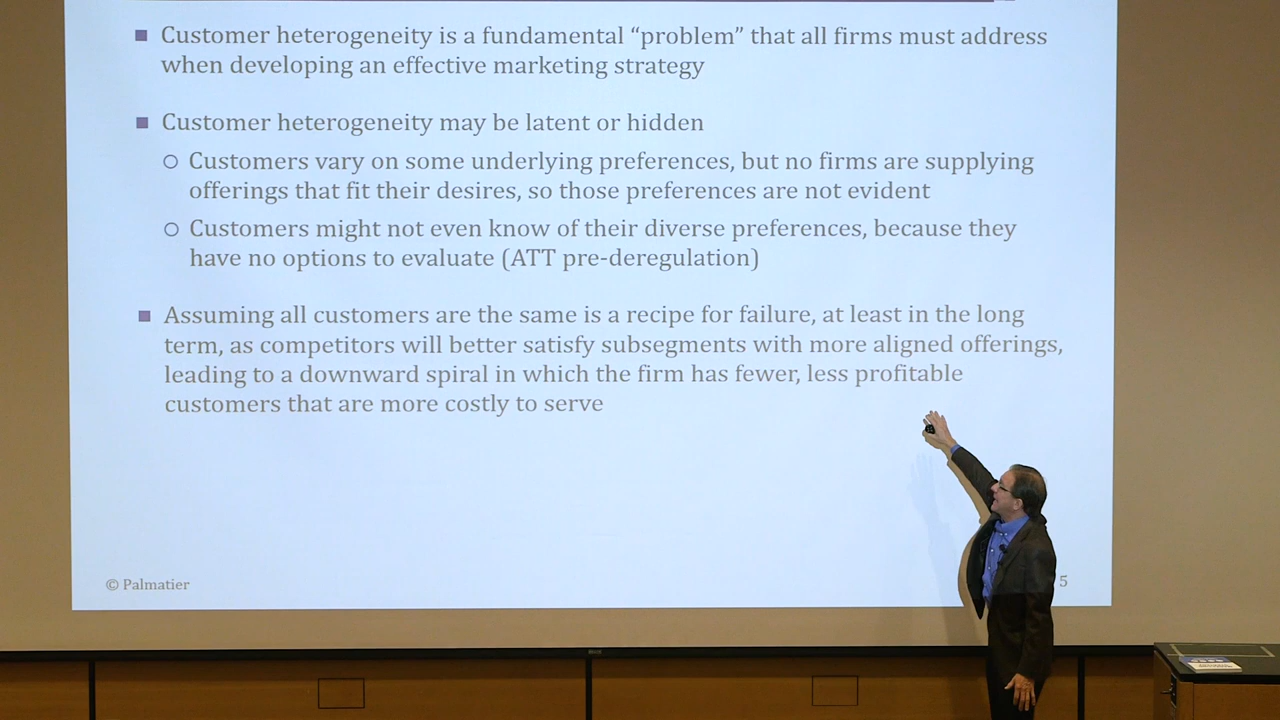 ■ Customer heterogeneity is a fundamental “problem” that all firms must address
when developing an effective marketing strategy
■ Customer heterogeneity may be latent or hidden
○ Customers vary on some underlying preferences, but no firms are supplying
offerings that fit their desires, so those preferences are not evident
○ Customers might not even know of their diverse preferences, because they
have no options to evaluate (ATT pre-deregulation)
■ Assuming all customers are the same is a recipe for failure, at least in the long
term, as competitors will better satisfy subsegments with more aligned offerings,
leading to a downward spiral in which the firm has fewer, less profitable
customers that are more costly to serve
© Palmatier
5